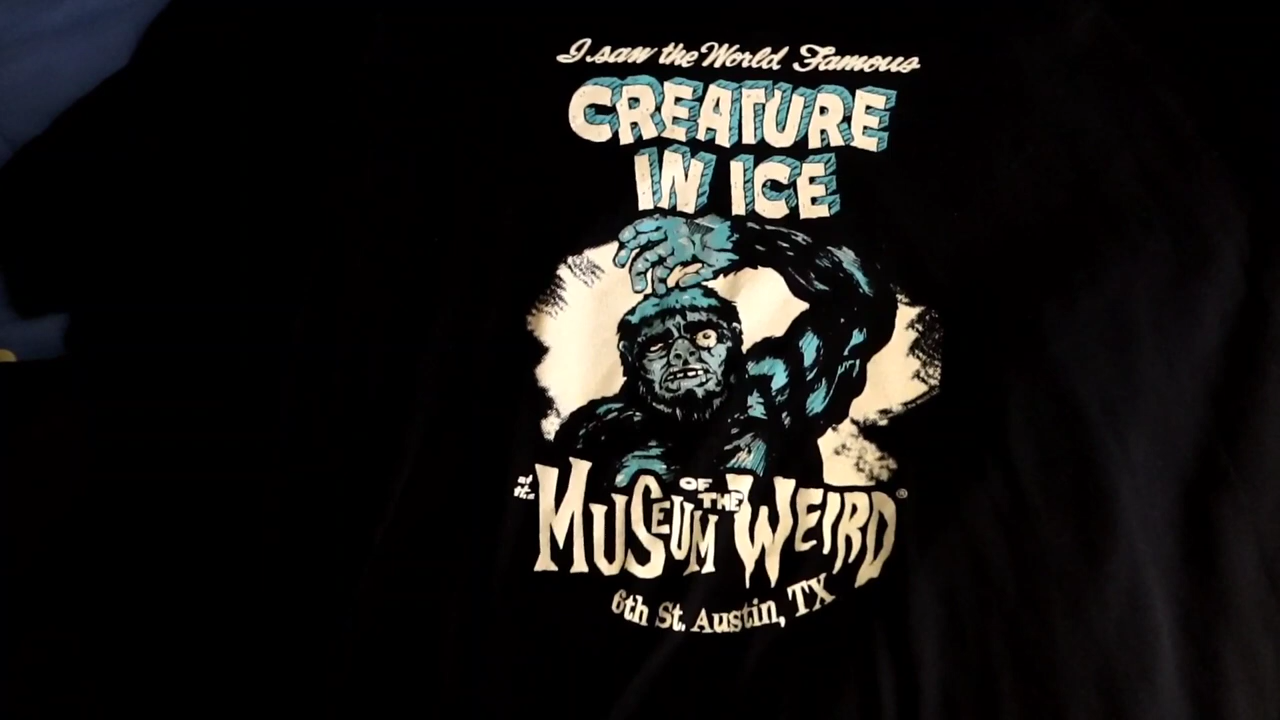 I saw the World Famous
CREATURE
IN ICE
at the MUSEUM OF THE WEIRD®
6th St. Austin, TX